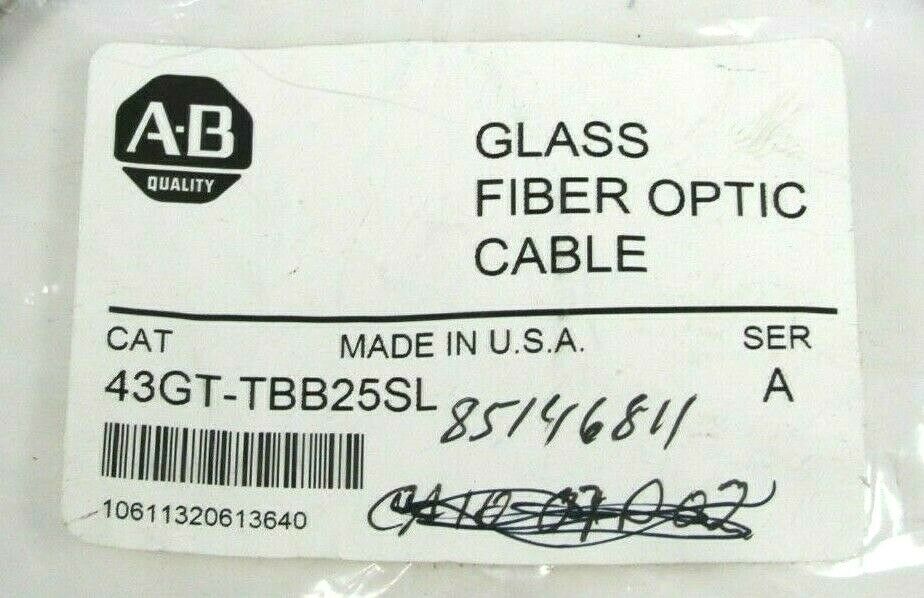 A-B
QUALITY
GLASS
FIBER OPTIC
CABLE
CAT MADE IN U.S.A. SER
43GT-TBB25SL A
85146811
10611320613640